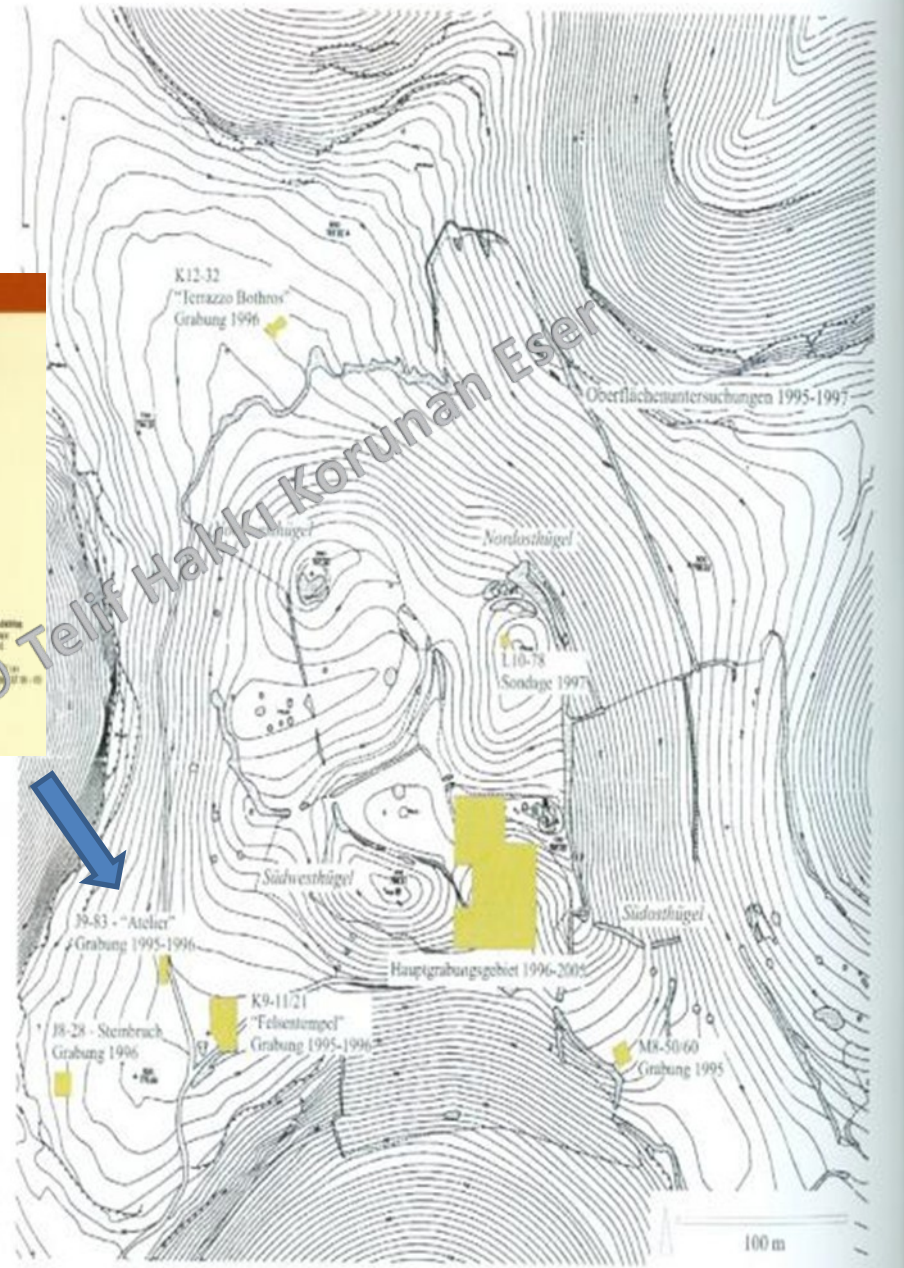 K12-32
"Terrazzo Bothros"
Grabung 1996
Oberflächenuntersuchungen 1995-1997
© Telif Hakkı Korunan Eser
Nordosthügel
L10-78
Sondage 1997
Südwesthügel
Südosthügel
J9-83 - "Atelier"
Grabung 1995-1996
Hauptgrabungsgebiet 1996-2005
K9-11/21
"Felsentempel"
Grabung 1995-1996
J8-28 - Steinbruch
Grabung 1996
M8-50/60
Grabung 1995
100 m